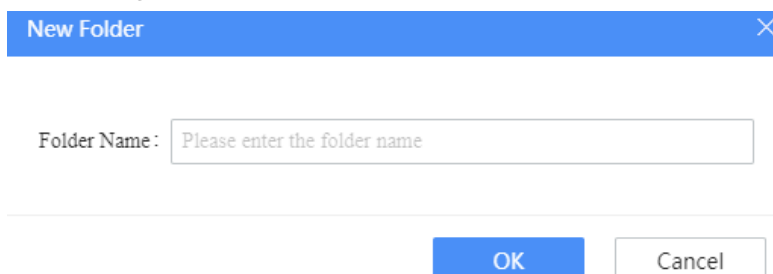 New Folder
Folder Name:
Please enter the folder name
OK
Cancel